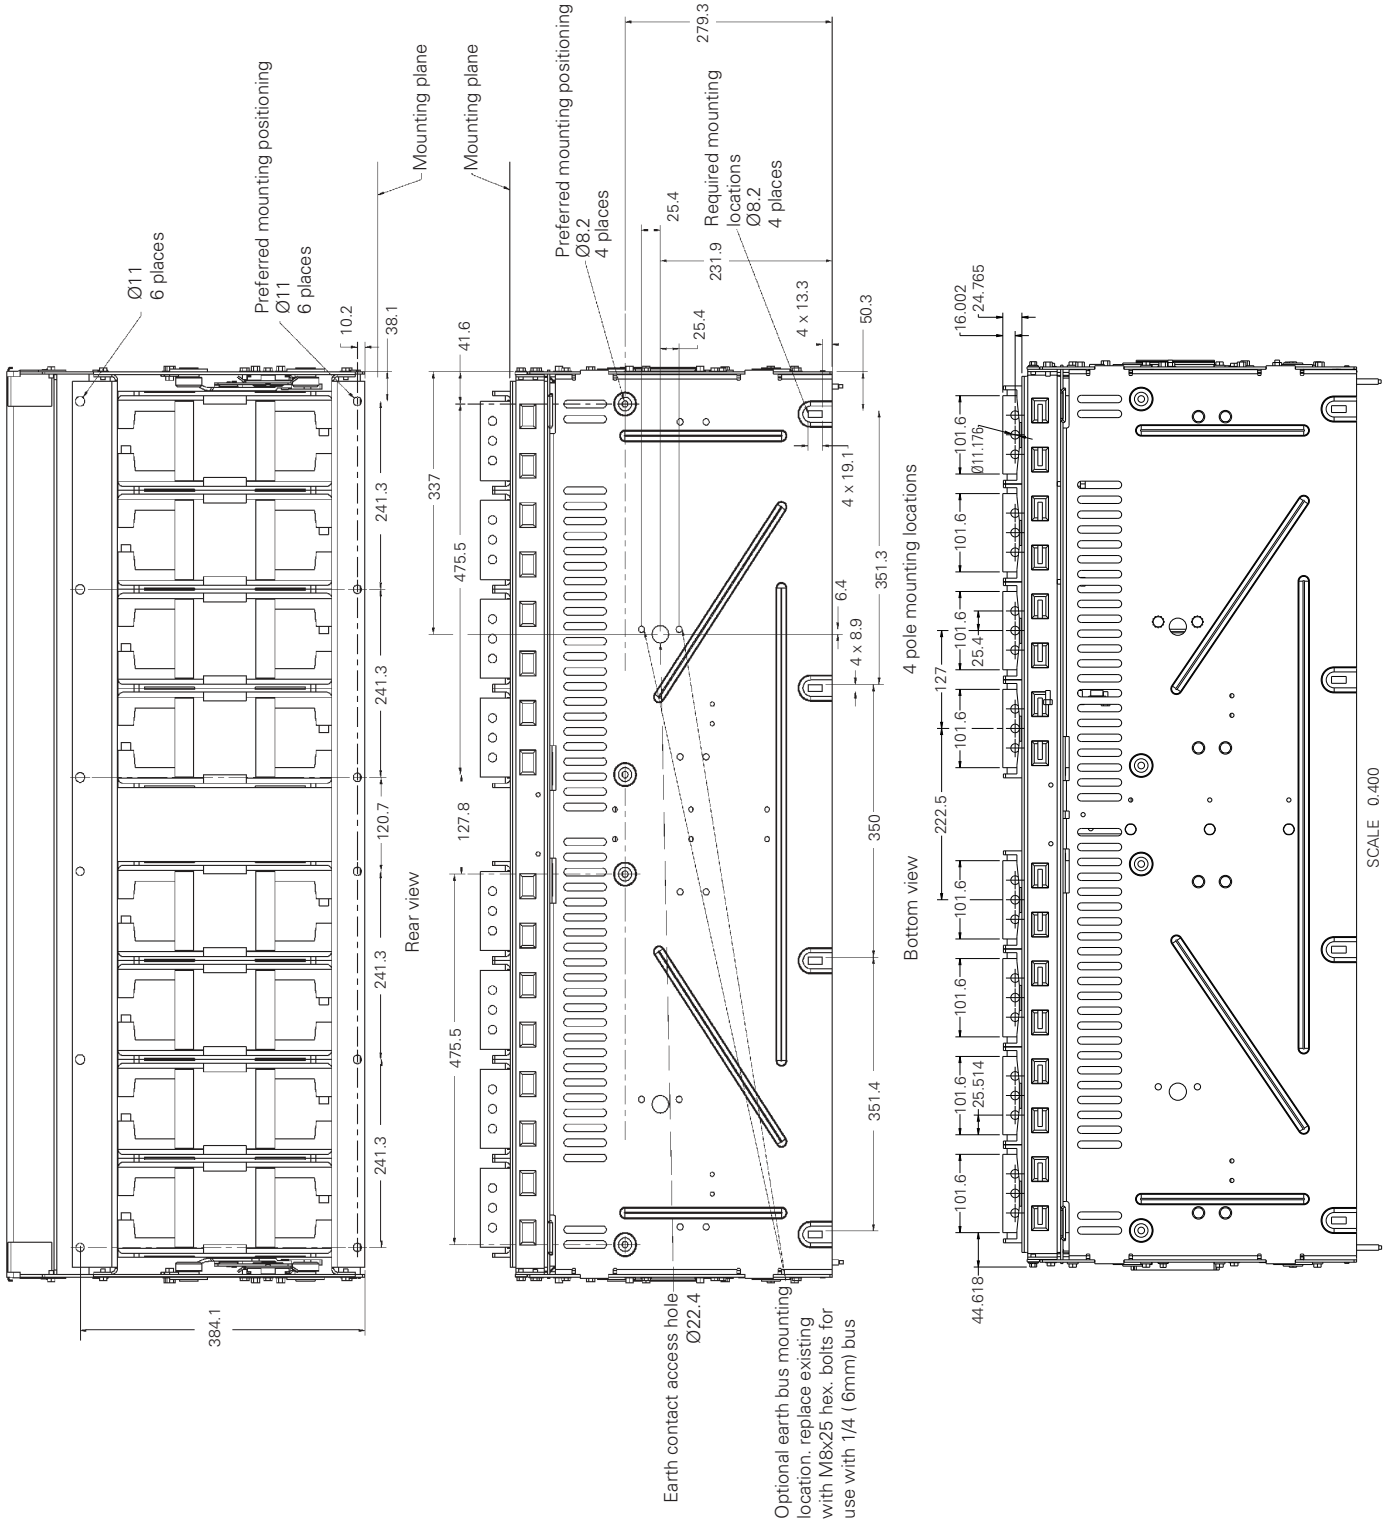 Ø11
6 places
Preferred mounting positioning
Ø11
6 places
10.2
38.1
Mounting plane
241.3
241.3
120.7
241.3
241.3
384.1
Rear view
Mounting plane
41.6
337
475.5
127.8
475.5
Preferred mounting positioning
Ø8.2
4 places
279.3
25.4
231.9
25.4
Required mounting
locations
Ø8.2
4 places
4 x 13.3
50.3
4 x 19.1
351.3
6.4
4 x 8.9
350
351.4
Earth contact access hole
Ø22.4
Optional earth bus mounting
location. replace existing
with M8x25 hex. bolts for
use with 1/4 ( 6mm) bus
4 pole mounting locations
Bottom view
16.002
24.765
101.6
Ø11.176
101.6
101.6
25.4
127
101.6
222.5
101.6
101.6
101.6
25.514
101.6
44.618
SCALE 0.400